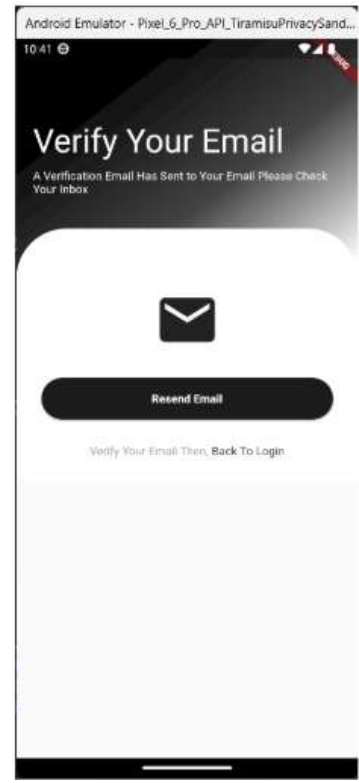 Android Emulator - Pixel_6_Pro_API_TiramisuPrivacySand...
10:41
DEBUG
Verify Your Email
A Verification Email Has Sent to Your Email Please Check
Your Inbox
Resend Email
Verify Your Email Then, Back To Login